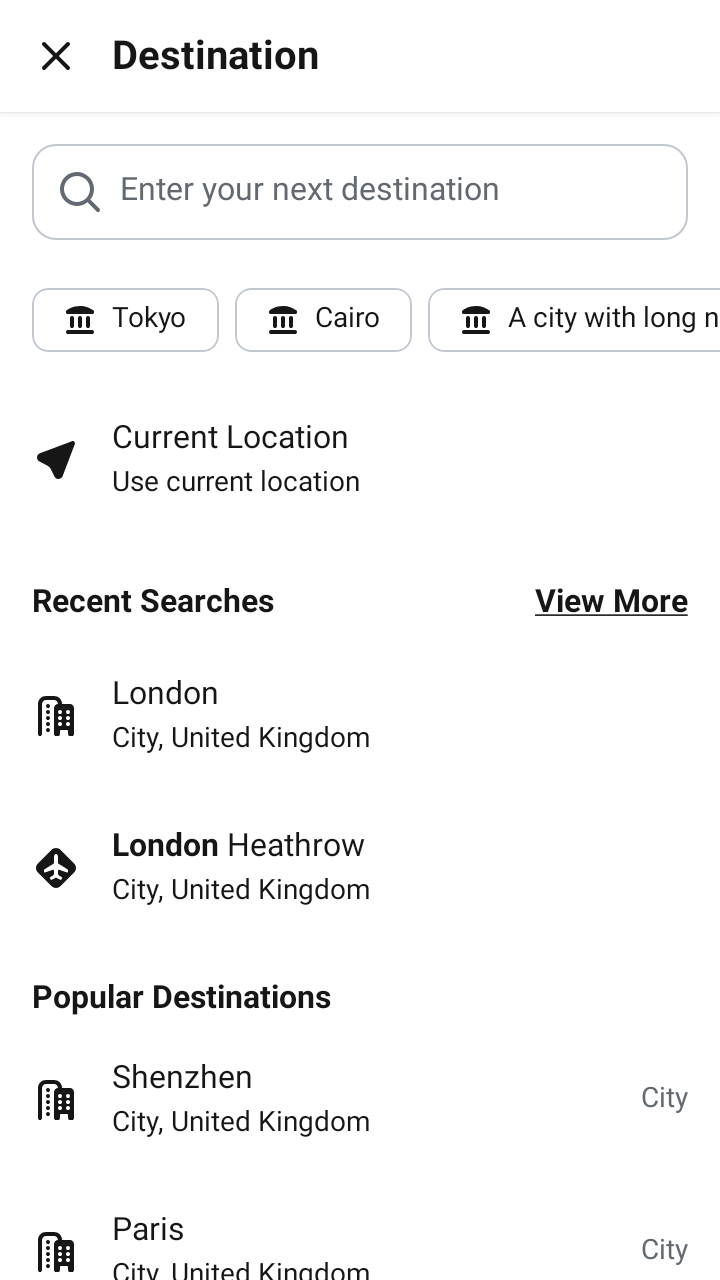 Destination
Enter your next destination
Tokyo
Cairo
A city with long n
Current Location
Use current location
Recent Searches
View More
London
City, United Kingdom
London Heathrow
City, United Kingdom
Popular Destinations
Shenzhen
City, United Kingdom
City
Paris
City, United Kingdom
City